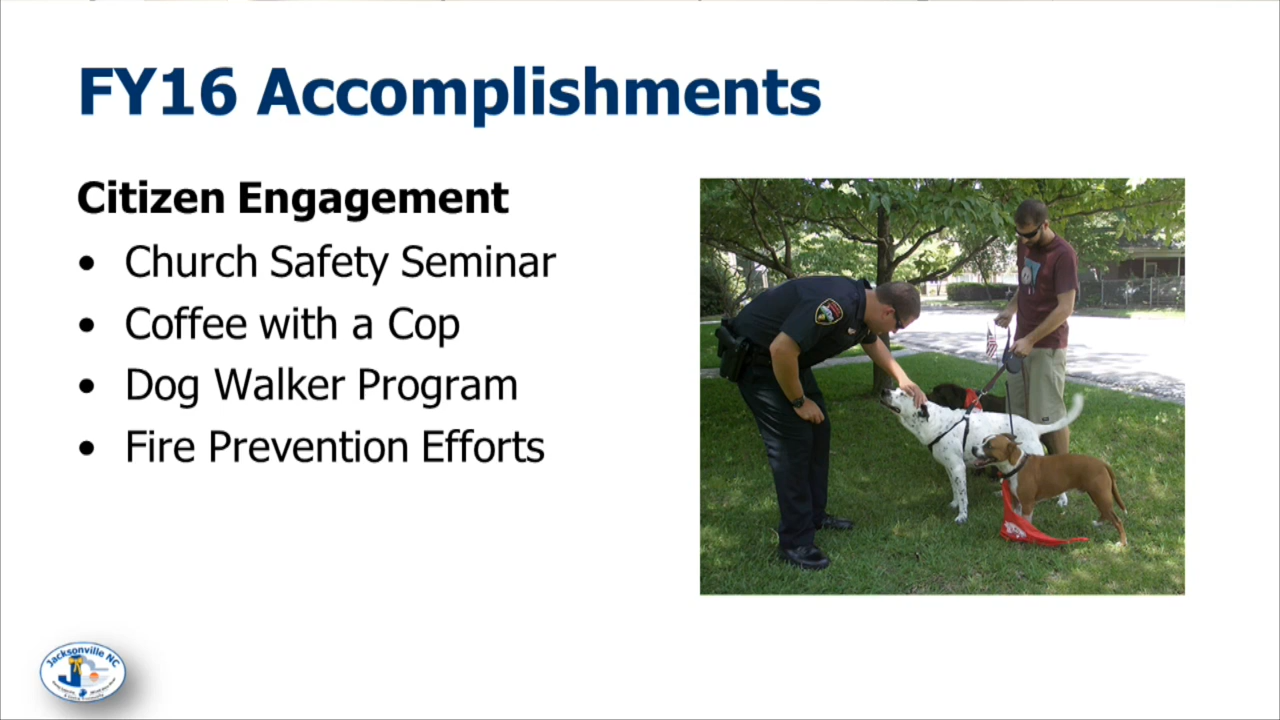 FY16 Accomplishments
Citizen Engagement
• Church Safety Seminar
• Coffee with a Cop
• Dog Walker Program
• Fire Prevention Efforts
Jacksonville NC